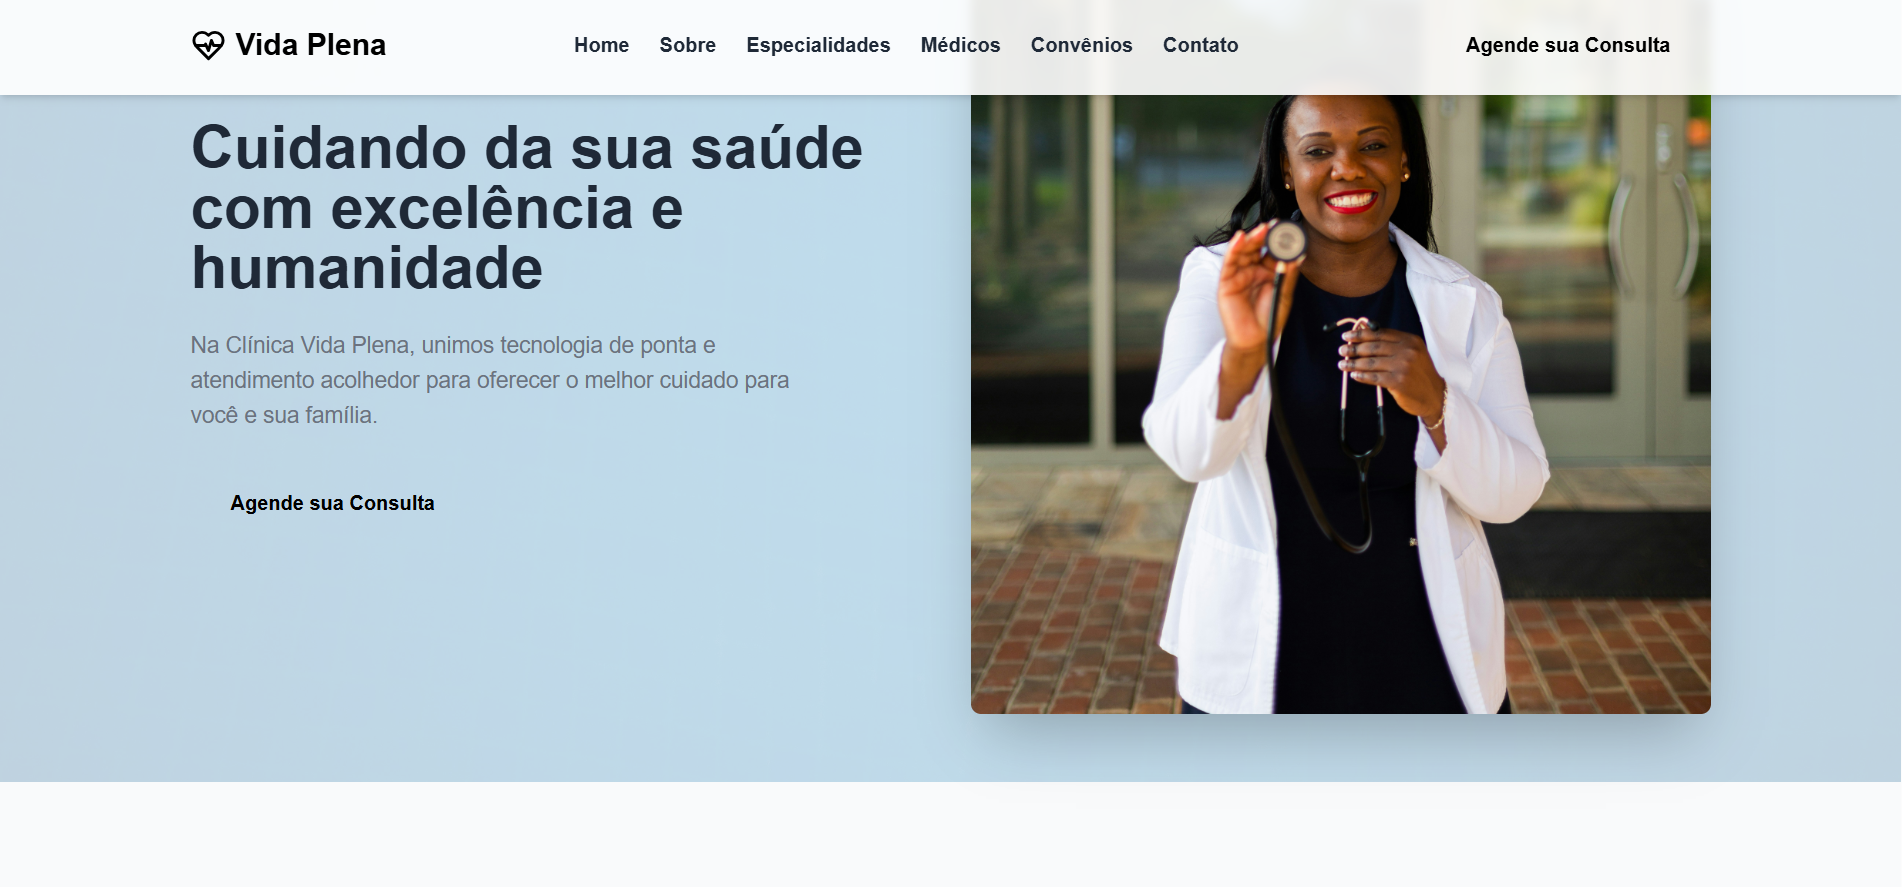 Vida Plena
Home
Sobre
Especialidades
Médicos
Convênios
Contato
Agende sua Consulta
Cuidando da sua saúde
com excelência e
humanidade
Na Clínica Vida Plena, unimos tecnologia de ponta e
atendimento acolhedor para oferecer o melhor cuidado para
você e sua família.
Agende sua Consulta